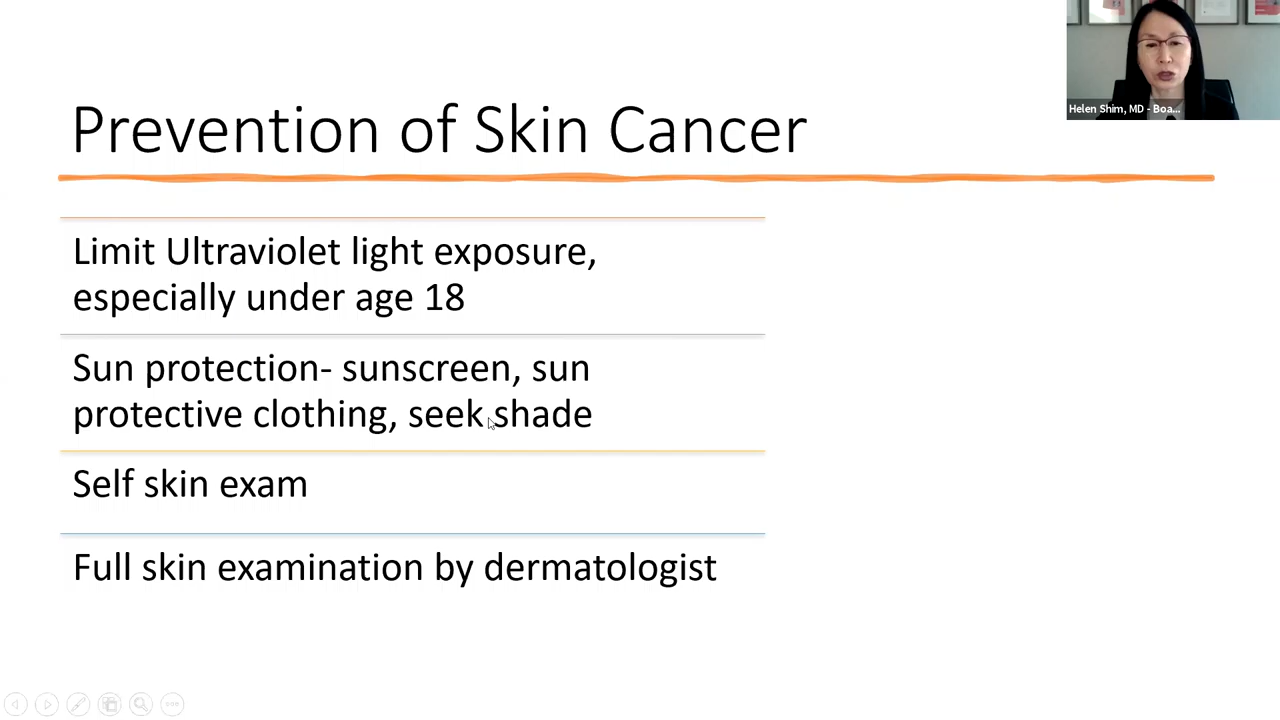 Helen Shim, MD - Boa...
Prevention of Skin Cancer
Limit Ultraviolet light exposure,
especially under age 18
Sun protection- sunscreen, sun
protective clothing, seek shade
Self skin exam
Full skin examination by dermatologist